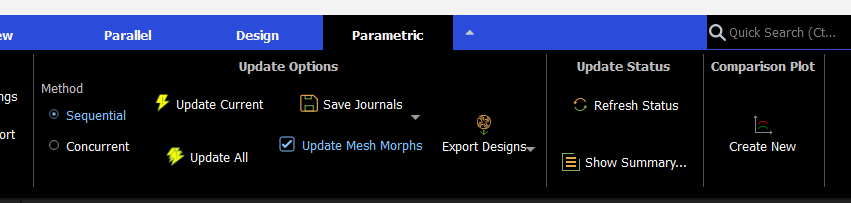 ew Parallel Design Parametric Quick Search (Ct...
Update Options Update Status Comparison Plot
Method
ngs
Sequential Update Current Save Journals Refresh Status
ort
Concurrent Update All Update Mesh Morphs Export Designs Show Summary... Create New